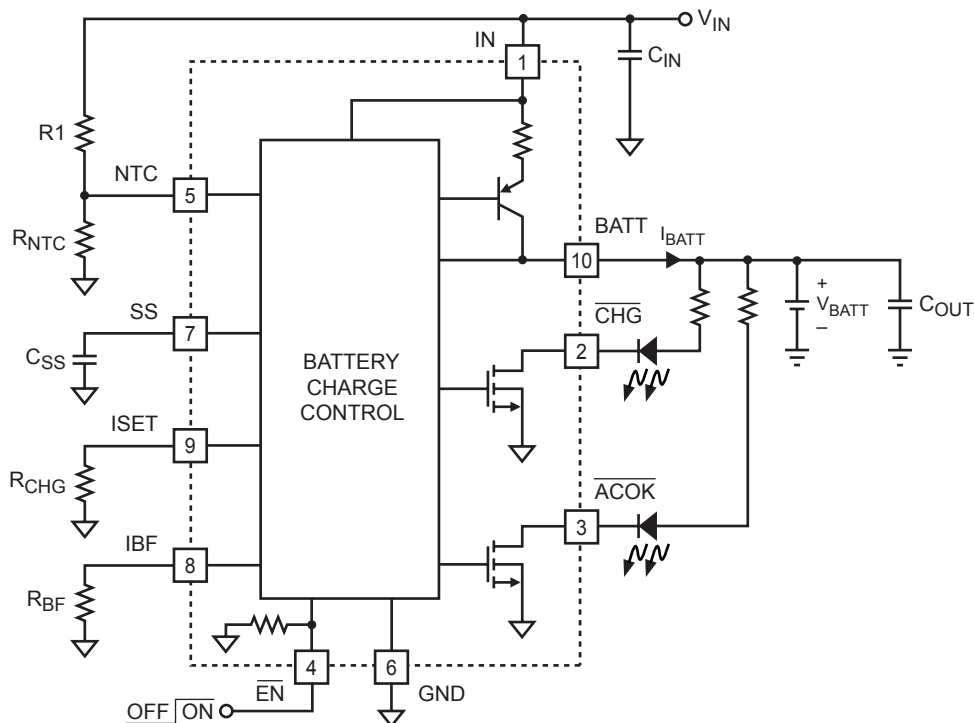 V_IN
IN
1
C_IN
R1
NTC
5
R_NTC
BATT
10
I_BATT
SS
7
C_SS
CHG
2
+
V_BATT
–
C_OUT
BATTERY
CHARGE
CONTROL
ISET
9
R_CHG
ACOK
3
IBF
8
R_BF
4
6
EN
GND
OFF ON